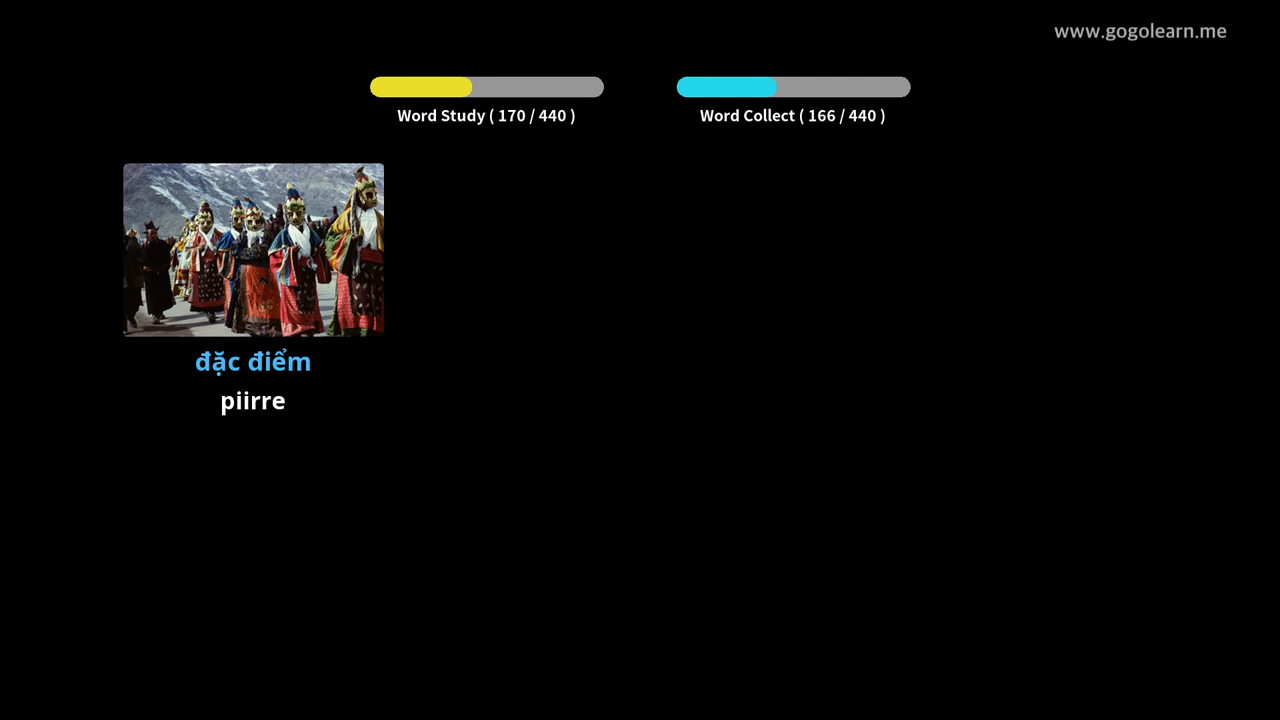 www.gogolearn.me
Word Study ( 170 / 440 )
Word Collect ( 166 / 440 )
đặc điểm
piirre